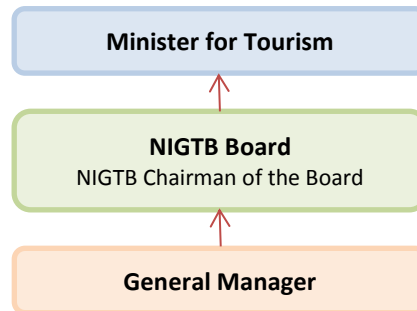 Minister for Tourism
NIGTB Board
NIGTB Chairman of the Board
General Manager